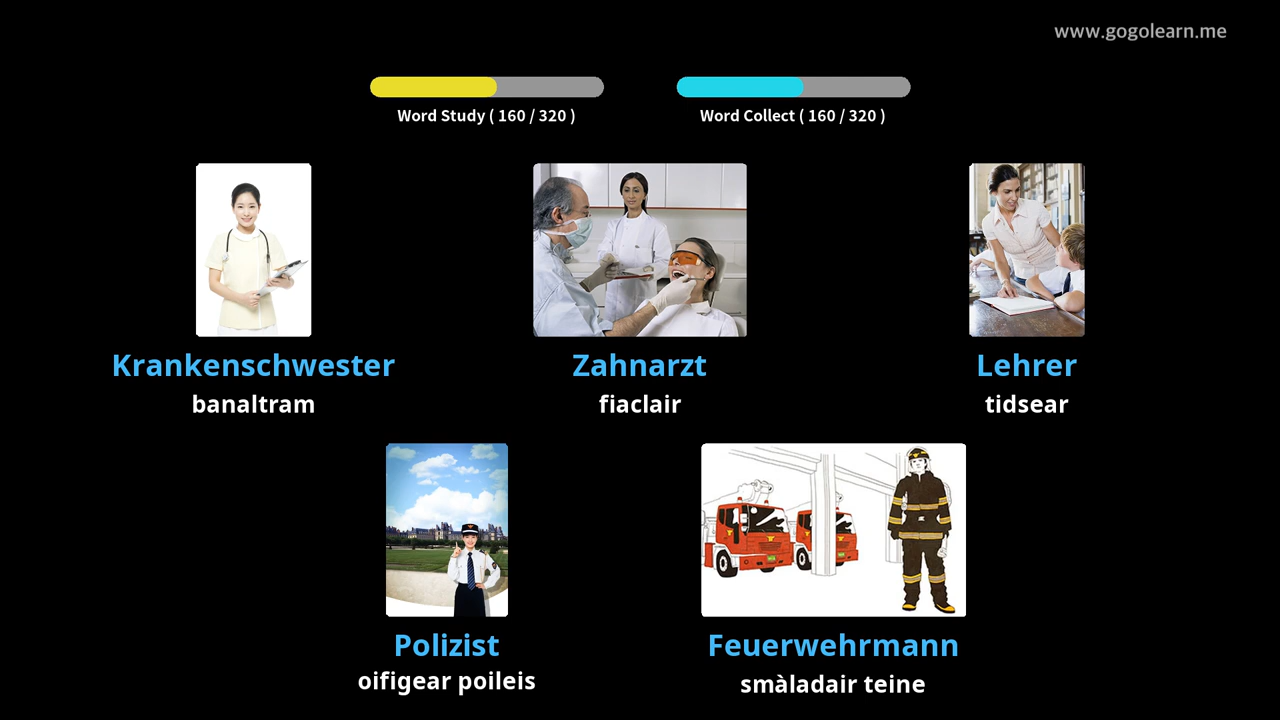 www.gogolearn.me
Word Study ( 160 / 320 )
Word Collect ( 160 / 320 )
Krankenschwester
banaltram
Zahnarzt
fiaclair
Lehrer
tidsear
Polizist
oifigear poileis
Feuerwehrmann
smàladair teine